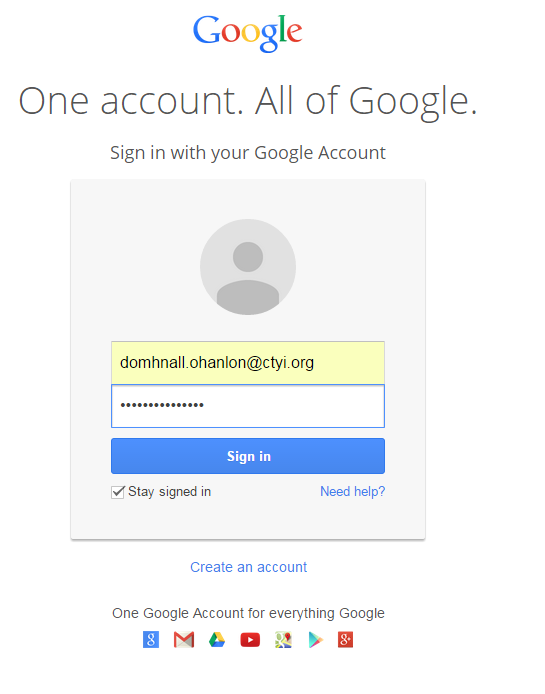 Google
One account. All of Google.
Sign in with your Google Account
domhnall.ohanlon@ctyi.org
•••••••••••••••
Sign in
Stay signed in
Need help?
Create an account
One Google Account for everything Google